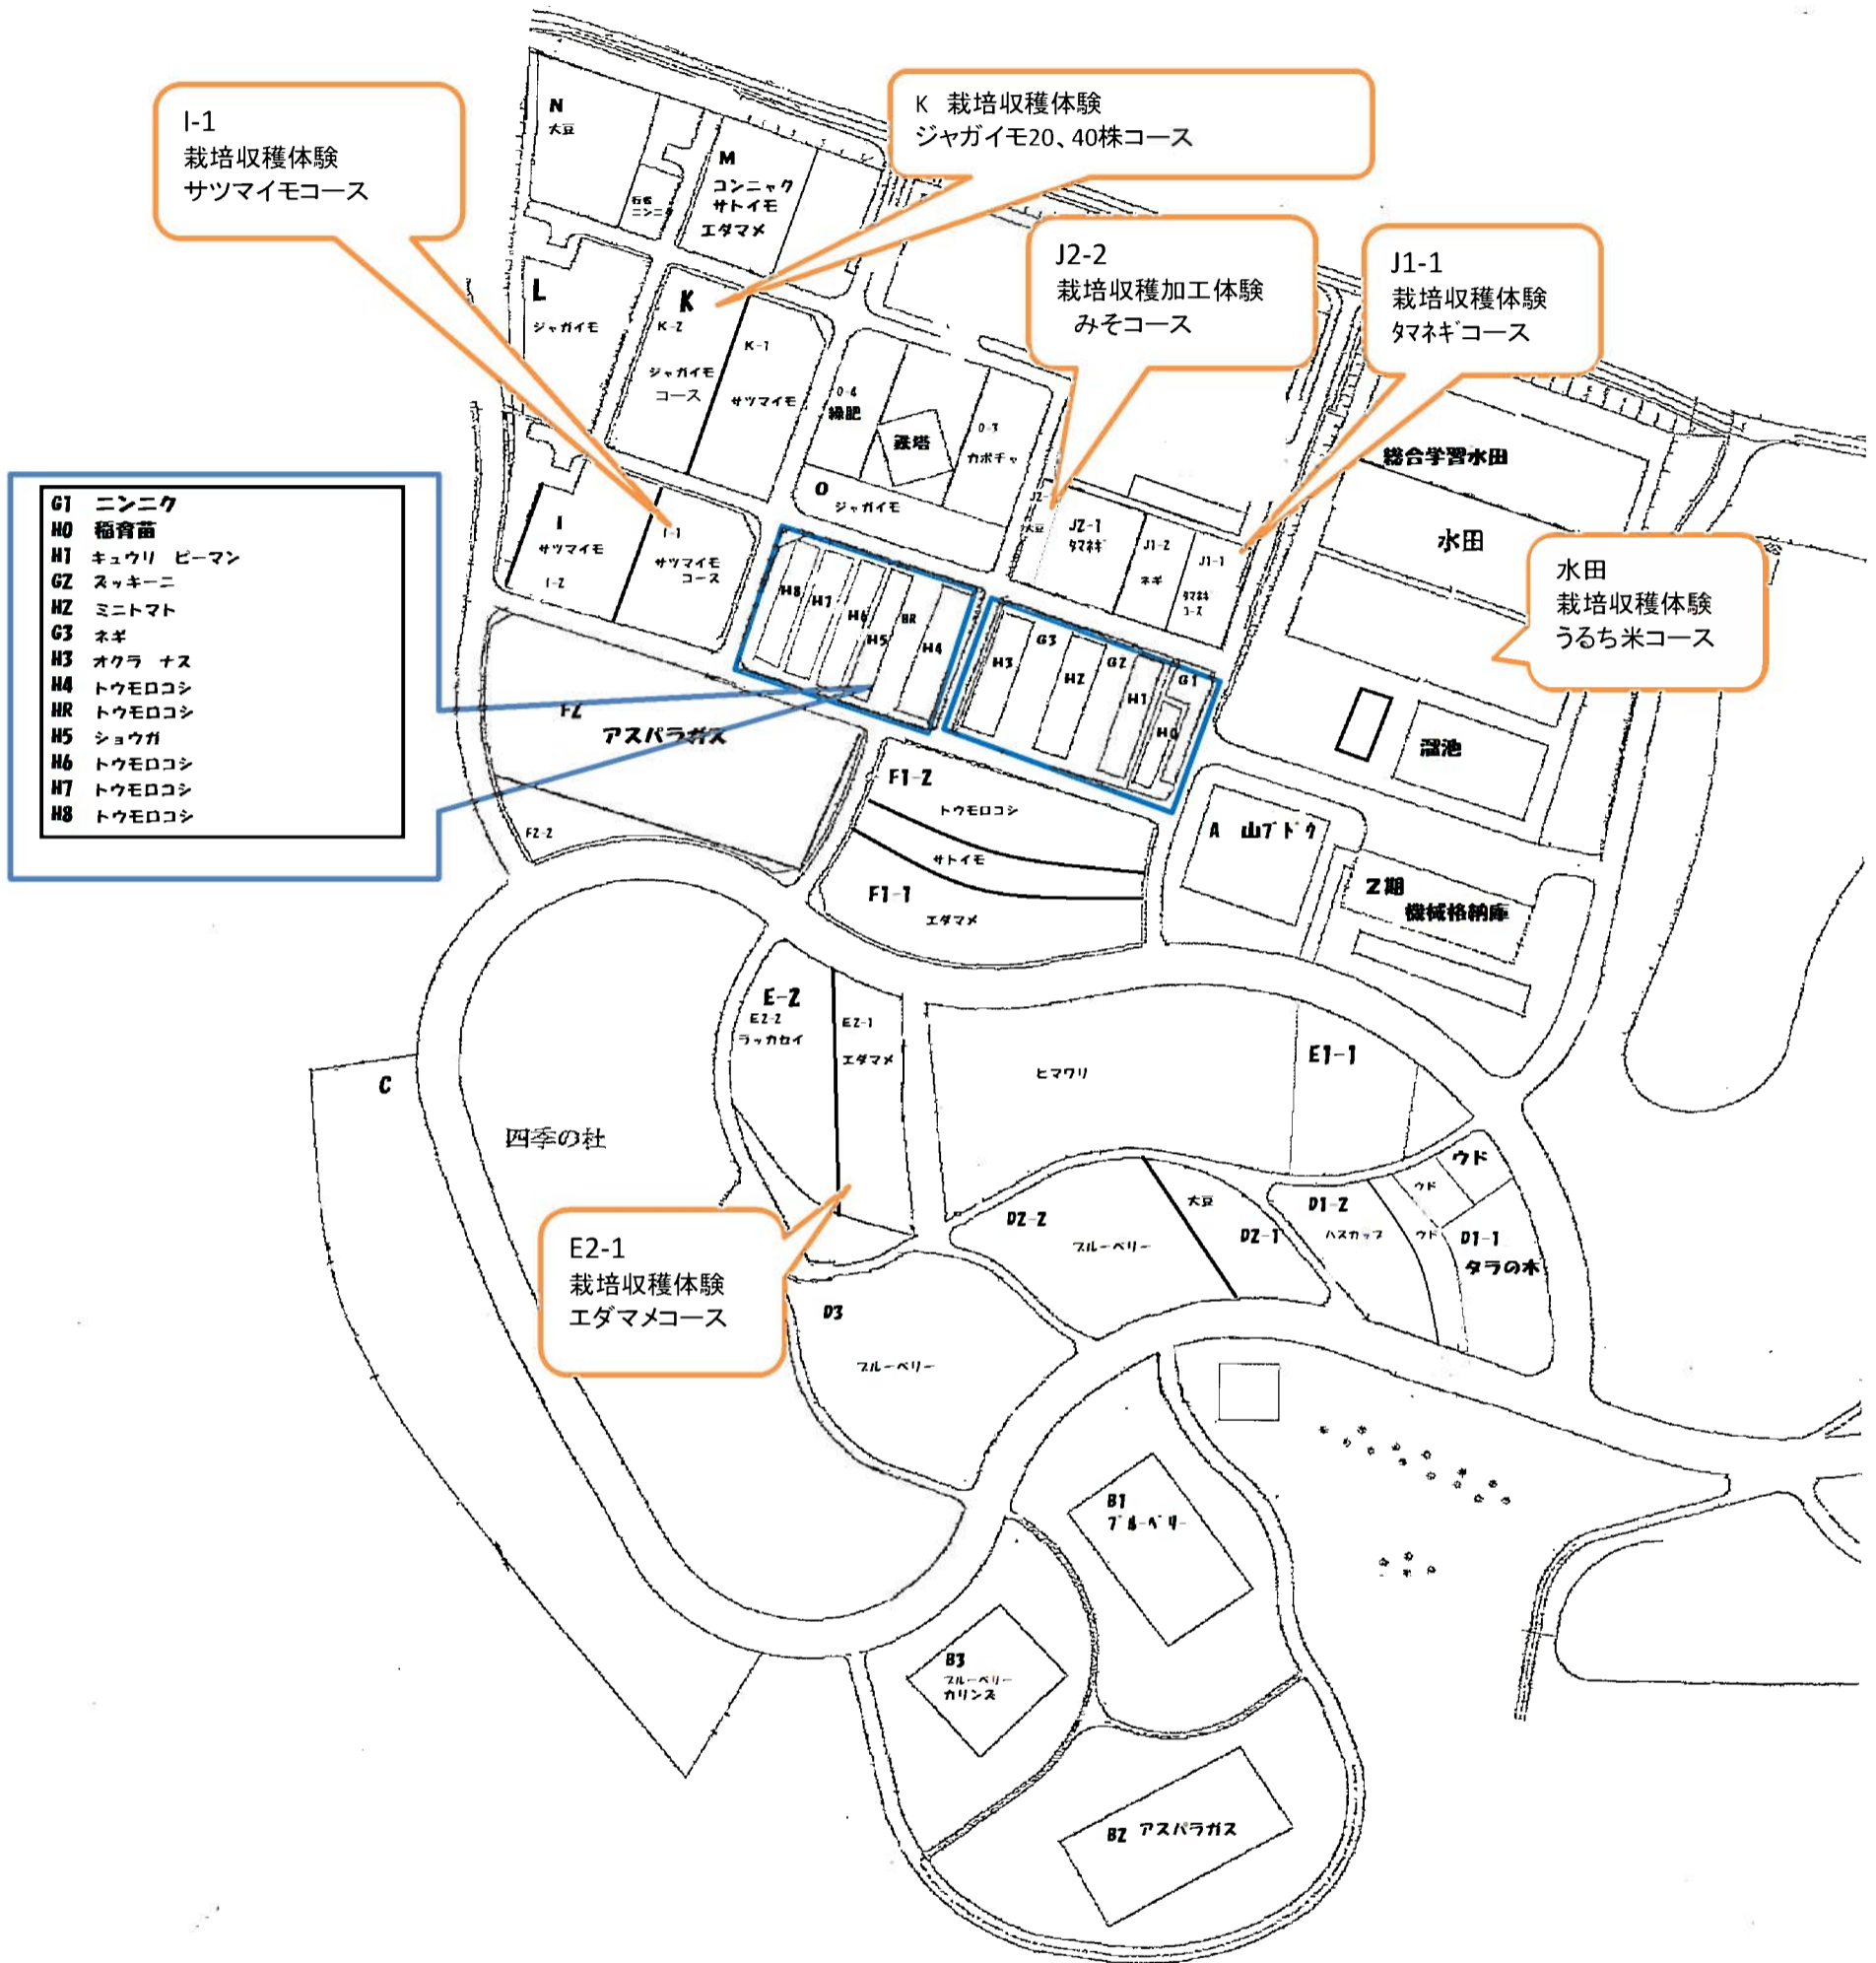 I-1
栽培収穫体験
サツマイモコース
K 栽培収穫体験
ジャガイモ20、40株コース
J2-2
栽培収穫加工体験
みそコース
J1-1
栽培収穫体験
タマネギコース
水田
栽培収穫体験
うるち米コース
E2-1
栽培収穫体験
エダマメコース
G1 ニンニク
H0 稲育苗
H1 キュウリ ピーマン
G2 ズッキーニ
H2 ミニトマト
G3 ネギ
H3 オクラ ナス
H4 トウモロコシ
HR トウモロコシ
H5 ショウガ
H6 トウモロコシ
H7 トウモロコシ
H8 トウモロコシ
N
大豆
ニンニク
M
コンニャク
サトイモ
エダマメ
L
ジャガイモ
K
K-2
ジャガイモ
コース
K-1
サツマイモ
O-4
緑肥
鉄塔
O-3
カボチャ
O
ジャガイモ
I
サツマイモ
I-2
I-1
サツマイモ
コース
大豆
J2-1
タマネギ
J1-2
ネギ
J1-1
タマネギ
コース
総合学習水田
水田
溜池
H8
H7
H6
H5
HR
H4
H3
G3
H2
G2
H1
G1
H0
F2
アスパラガス
F2-2
F1-2
トウモロコシ
サトイモ
F1-1
エダマメ
A 山ブドウ
2期
機械格納庫
E-2
E2-2
ラッカセイ
E2-1
エダマメ
ヒマワリ
E1-1
C
四季の杜
D2-2
ブルーベリー
大豆
D2-1
D1-2
ハスカップ
ウド
ウド
ウド
D1-1
タラの木
D3
ブルーベリー
B1
ブルーベリー
B3
ブルーベリー
カリンズ
B2 アスパラガス